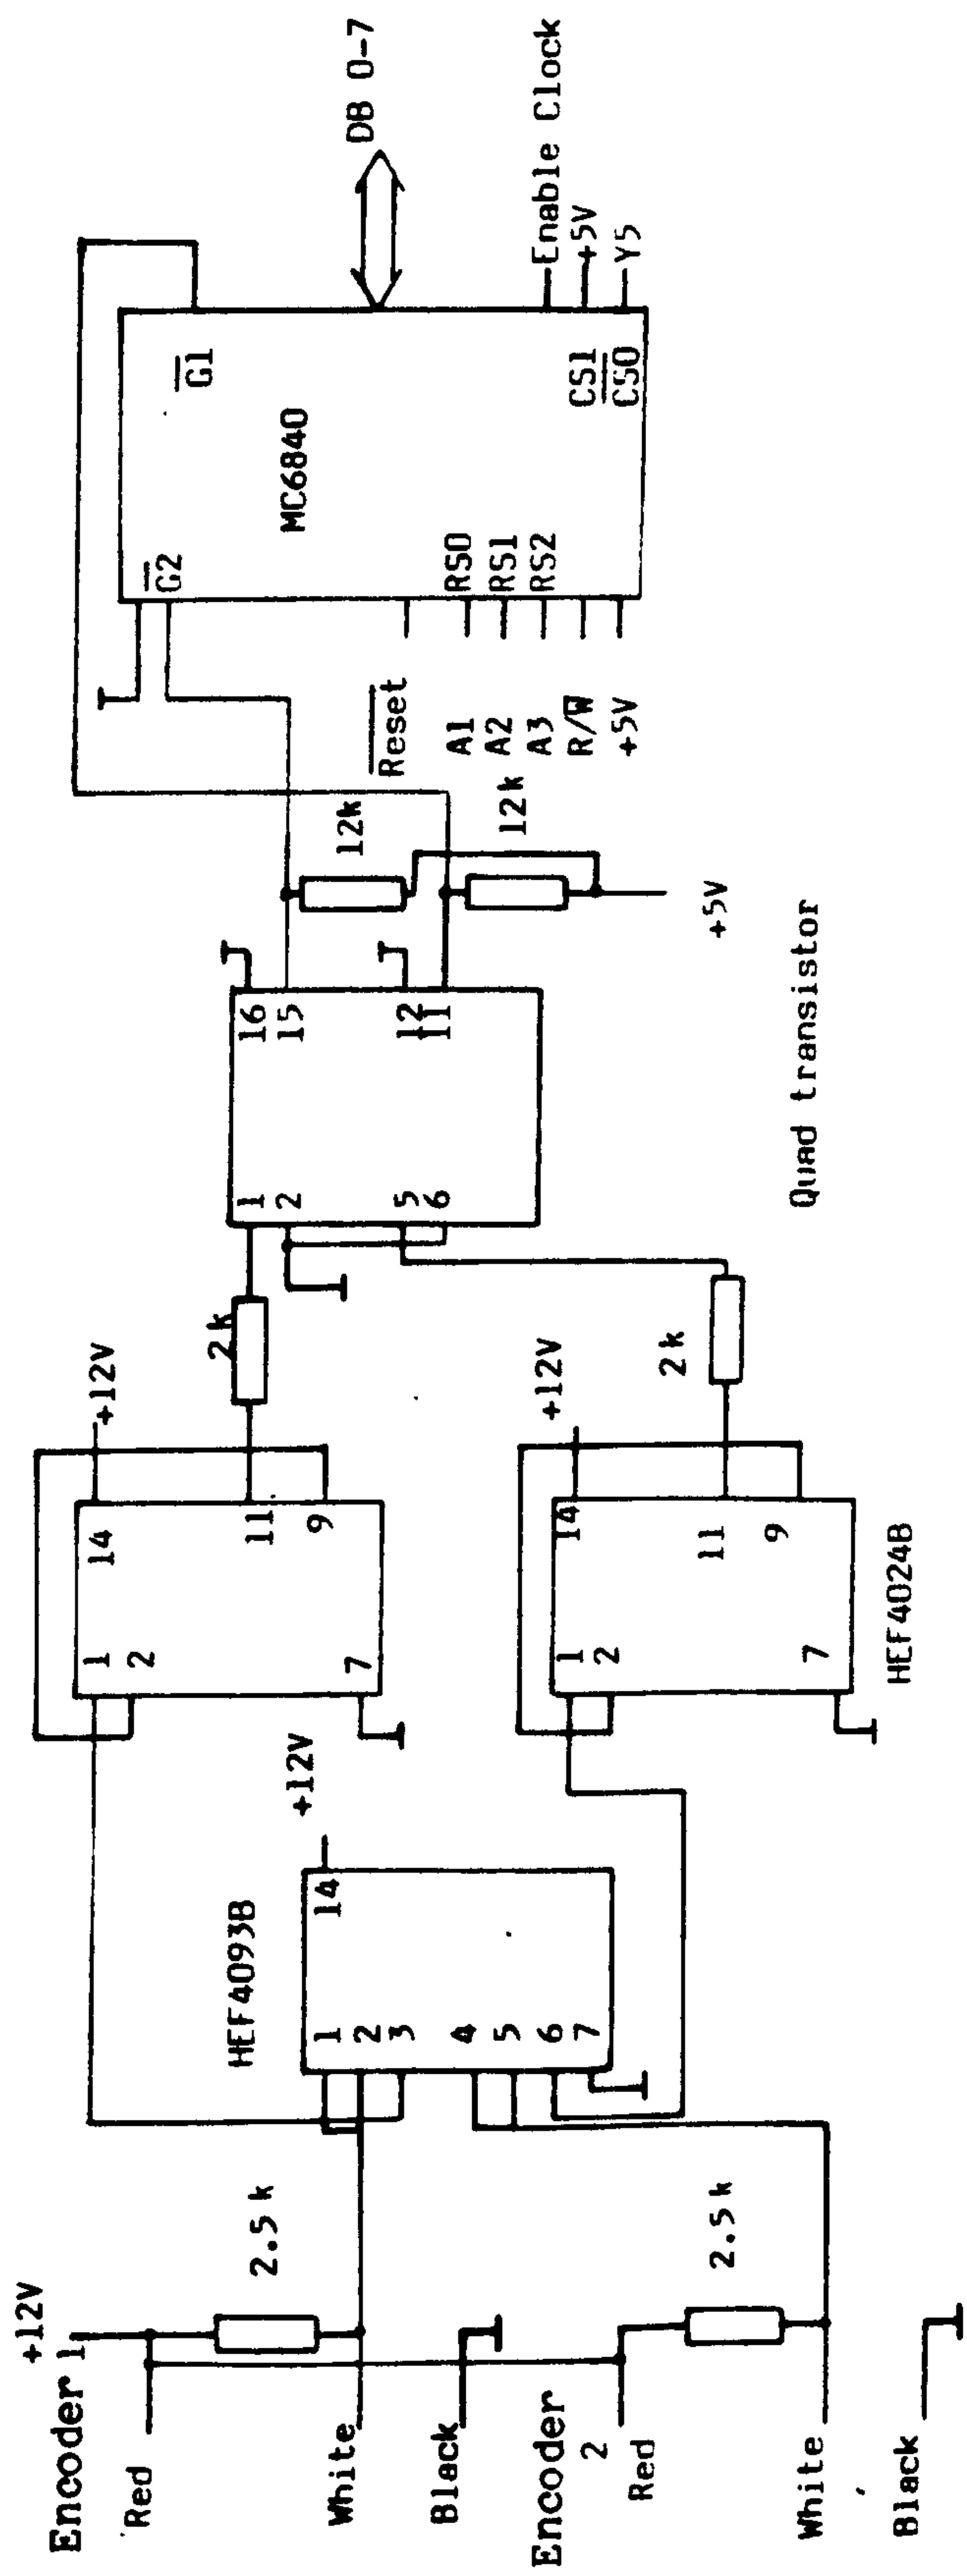 Encoder 1
+12V
Red
White
Black
Encoder
2
Red
White
Black
2.5k
2.5k
HEF4093B
1
2
3
4
5
6
7
14
+12V
1
2
7
14
11
9
+12V
1
2
7
14
11
9
+12V
HEF4024B
2k
2k
1
2
5
6
16
15
12
11
Quad transistor
12k
12k
+5V
Reset
A1
A2
A3
R/W
+5V
G2
RS0
RS1
RS2
MC6840
G1
CS1
CS0
DB 0-7
Enable Clock
+5V
Y5